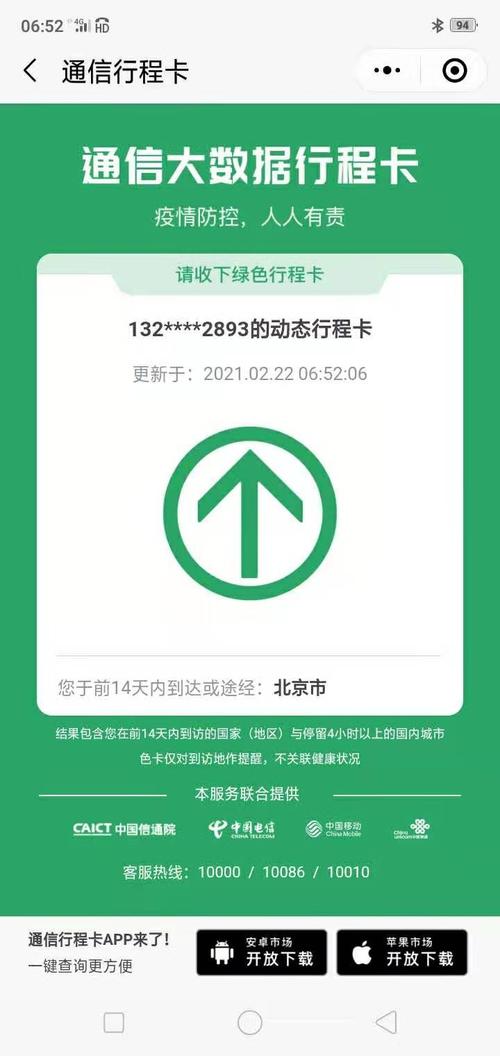 06:52 4G HD 94
通信行程卡
通信大数据行程卡
疫情防控，人人有责
请收下绿色行程卡
132****2893的动态行程卡
更新于：2021.02.22 06:52:06
您于前14天内到达或途经：北京市
结果包含您在前14天内到访的国家（地区）与停留4小时以上的国内城市
色卡仅对到访地作提醒，不关联健康状况
本服务联合提供
CAICT 中国信通院 中国电信 CHINA TELECOM 中国移动 China Mobile China unicom中国联通
客服热线：10000 / 10086 / 10010
通信行程卡APP来了！
一键查询更方便
安卓市场
开放下载
苹果市场
开放下载